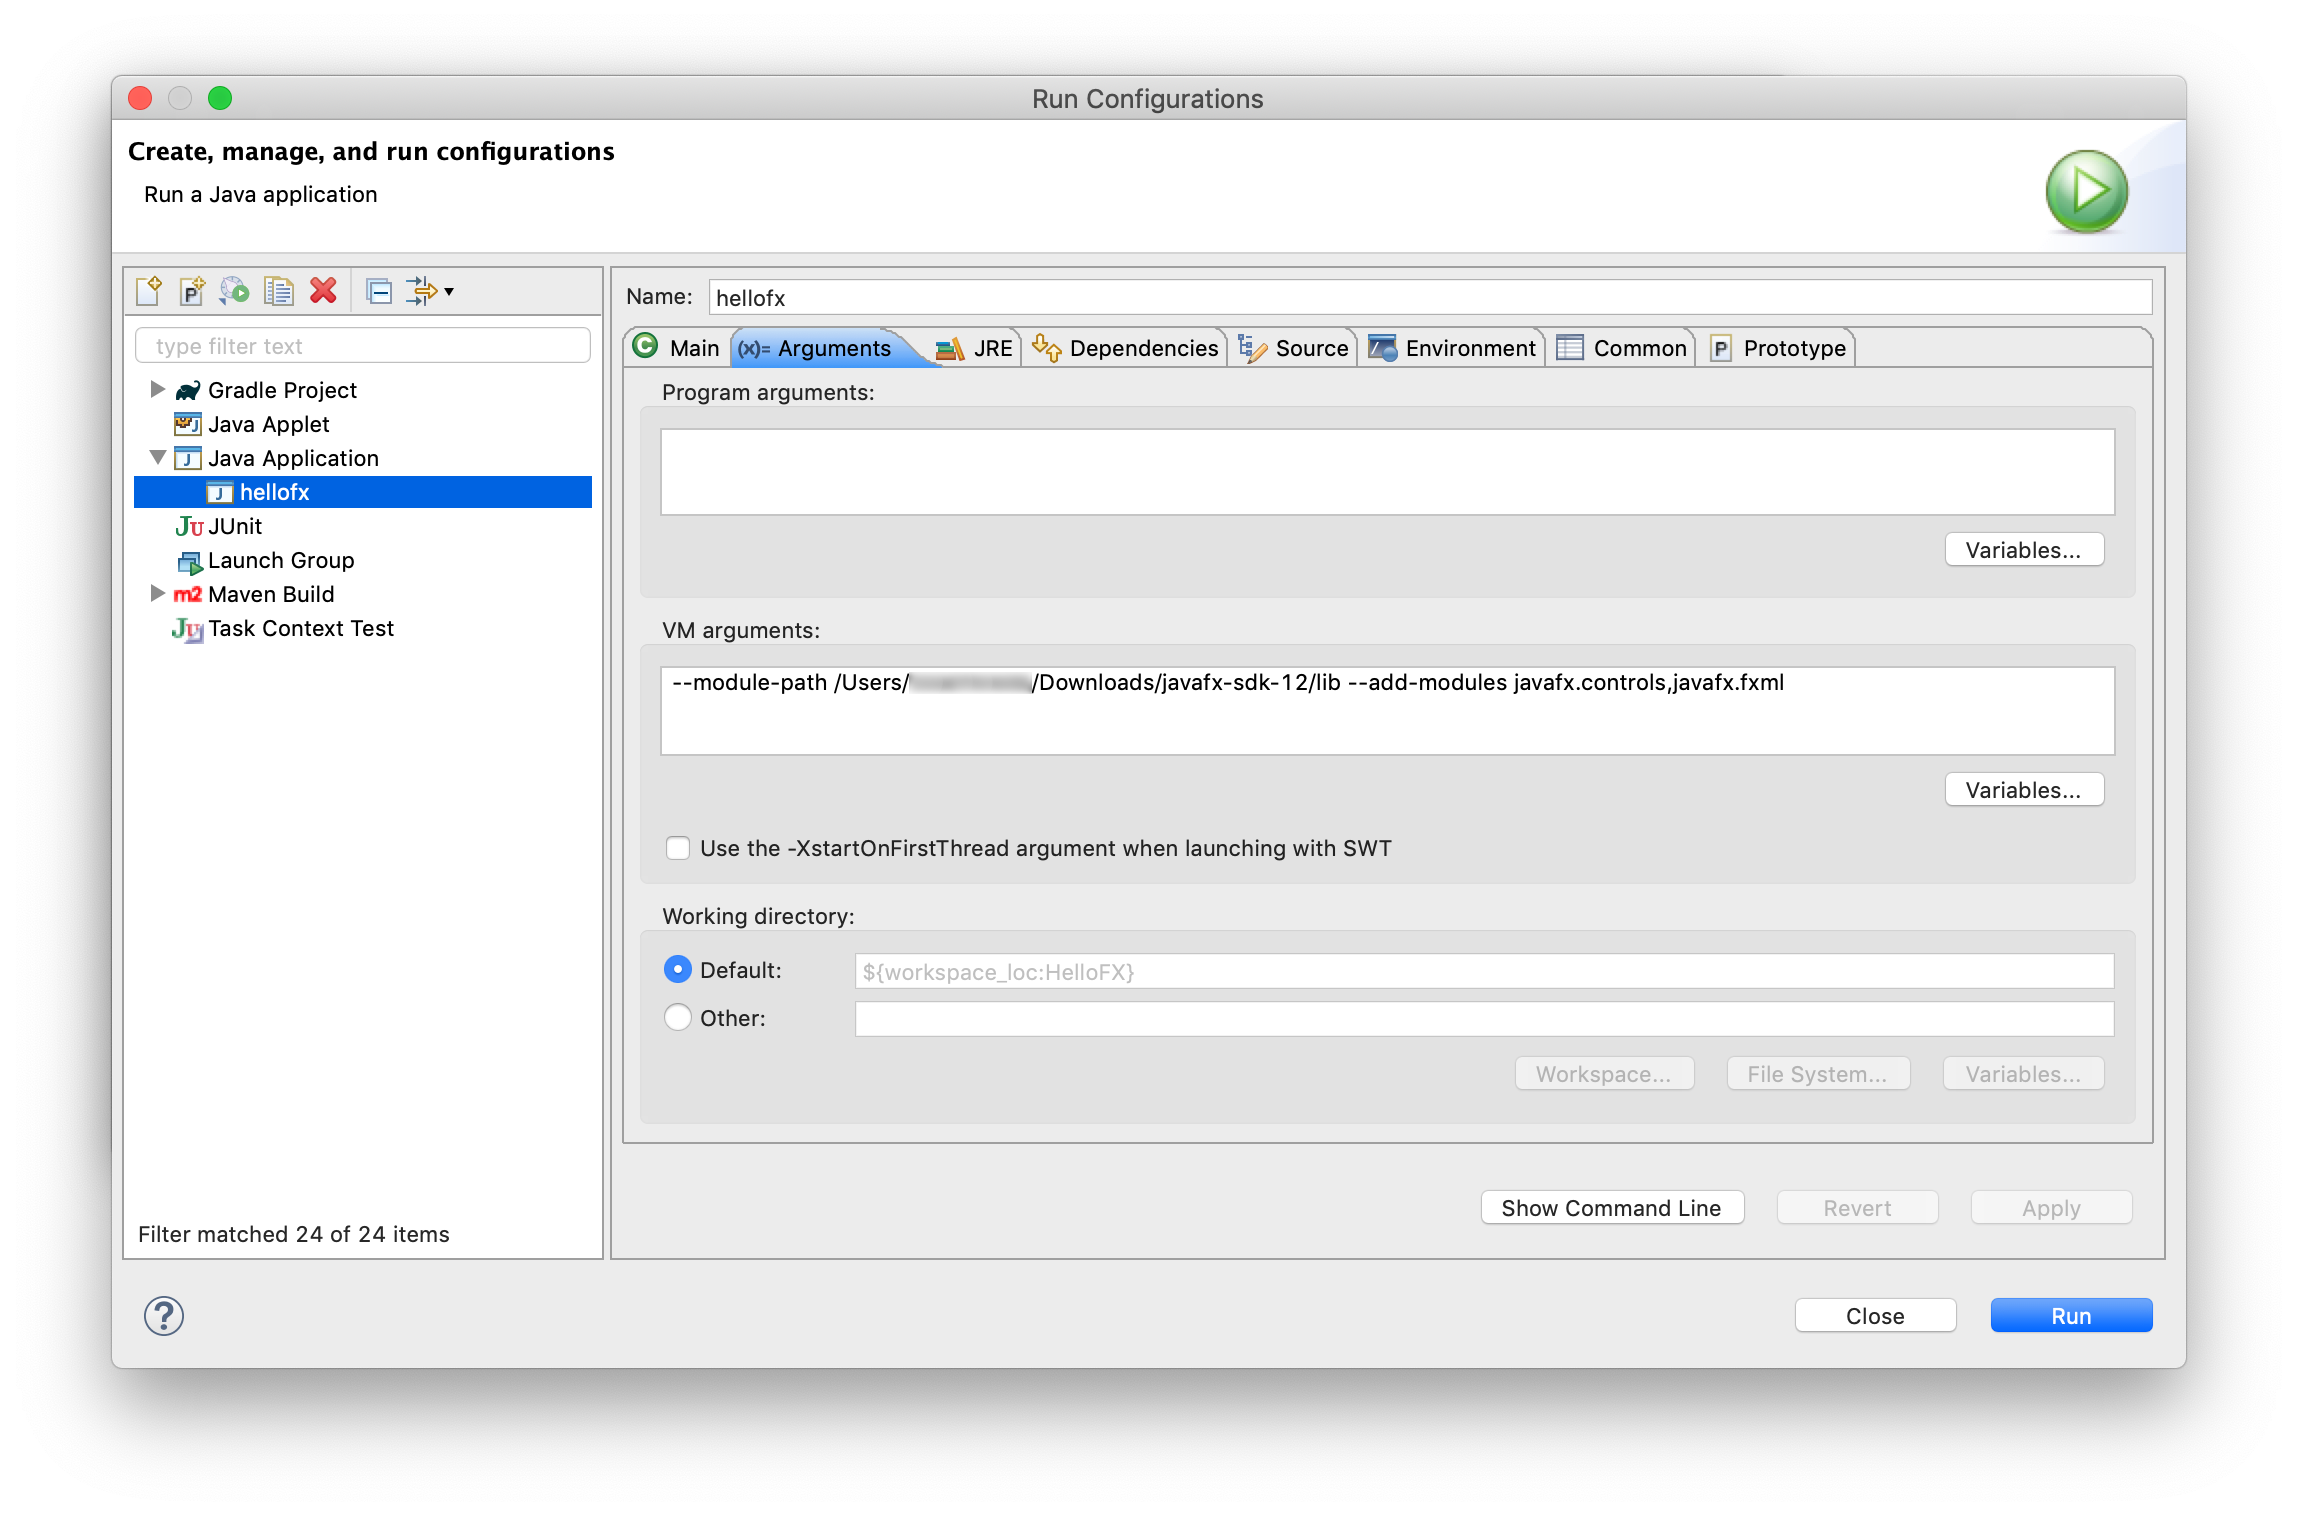 Run Configurations
Create, manage, and run configurations
Run a Java application
type filter text
Gradle Project
Java Applet
Java Application
hellofx
JUnit
Launch Group
Maven Build
Task Context Test
Filter matched 24 of 24 items
Name: hellofx
Main (x)= Arguments JRE Dependencies Source Environment Common Prototype
Program arguments:
Variables...
VM arguments:
--module-path /Users/ /Downloads/javafx-sdk-12/lib --add-modules javafx.controls,javafx.fxml
Variables...
Use the -XstartOnFirstThread argument when launching with SWT
Working directory:
Default: ${workspace_loc:HelloFX}
Other:
Workspace... File System... Variables...
Show Command Line Revert Apply
? Close Run